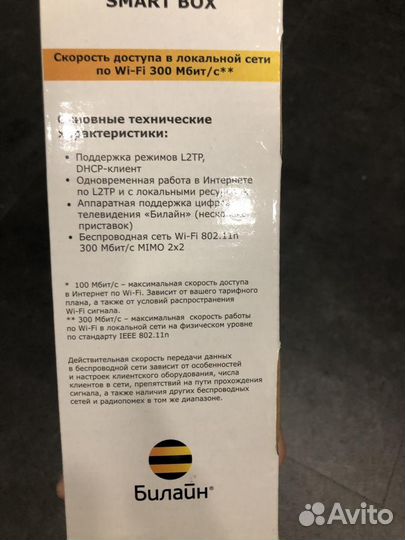 SMART BOX
Скорость доступа в локальной сети
по Wi-Fi 300 Мбит/с**
Основные технические
характеристики:
• Поддержка режимов L2TP,
DHCP-клиент
• Одновременная работа в Интернете
по L2TP и с локальными
• Аппаратная поддержка
телевидения «Билайн»
приставок)
• Беспроводная сеть Wi-Fi 802.11n
300 Мбит/с MIMO 2x2
* 100 Мбит/с – максимальная скорость доступа
в Интернет по Wi-Fi. Зависит от вашего тарифного
плана, а также от условий распространения
Wi-Fi сигнала.
** 300 Мбит/с – максимальная скорость работы
по Wi-Fi в локальной сети на физическом уровне
по стандарту IEEE 802.11n
Действительная скорость передачи данных
в беспроводной сети зависит от особенностей
и настроек клиентского оборудования, числа
клиентов в сети, препятствий на пути прохождения
сигнала, а также наличия других беспроводных
сетей и радиопомех в том же диапазоне.
Билайн®
Avito